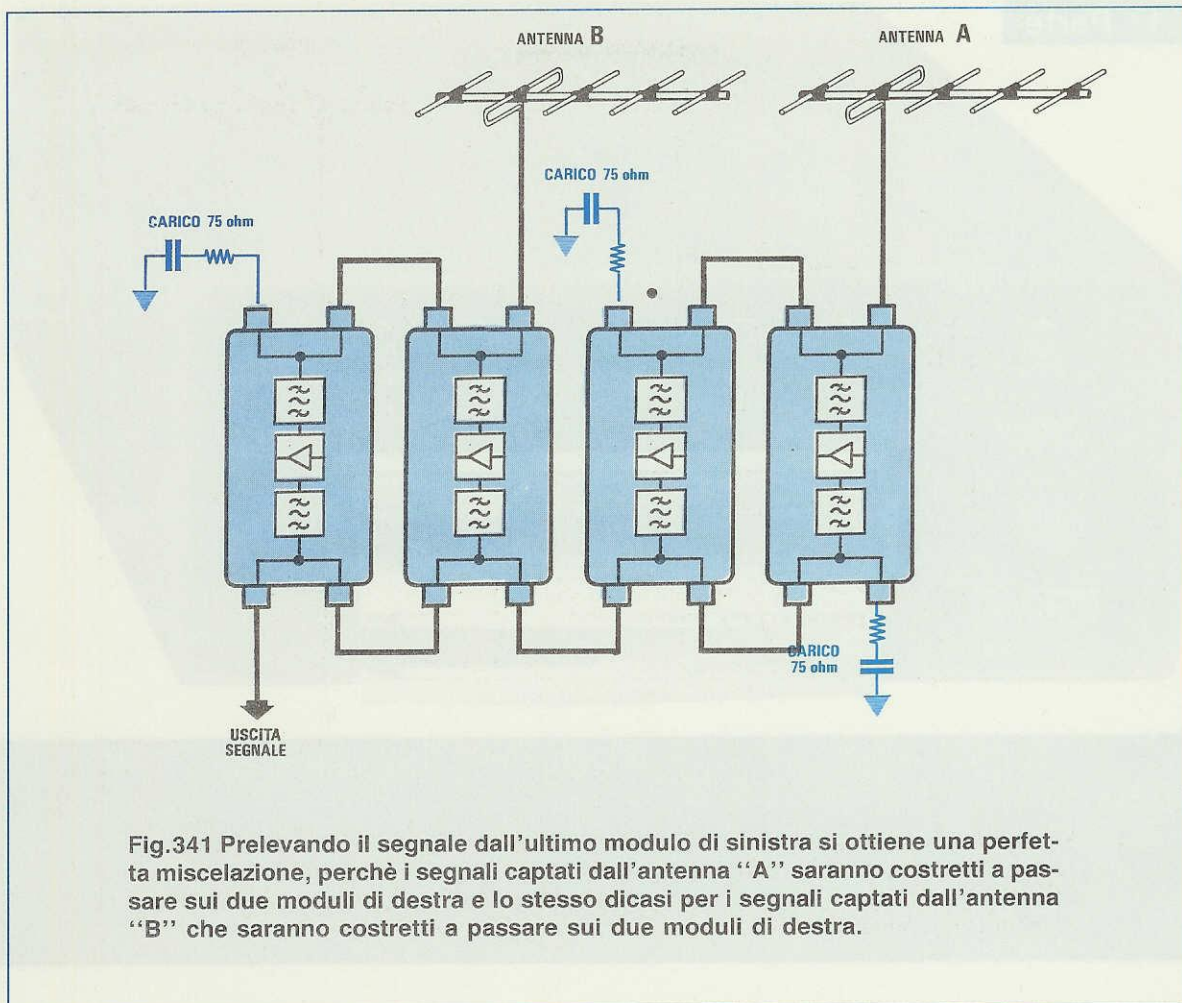 ANTENNA B
ANTENNA A
CARICO 75 ohm
CARICO 75 ohm
CARICO
75 ohm
USCITA
SEGNALE
Fig.341 Prelevando il segnale dall'ultimo modulo di sinistra si ottiene una perfet-
ta miscelazione, perchè i segnali captati dall'antenna ‘‘A’’ saranno costretti a pas-
sare sui due moduli di destra e lo stesso dicasi per i segnali captati dall'antenna
‘‘B’’ che saranno costretti a passare sui due moduli di destra.